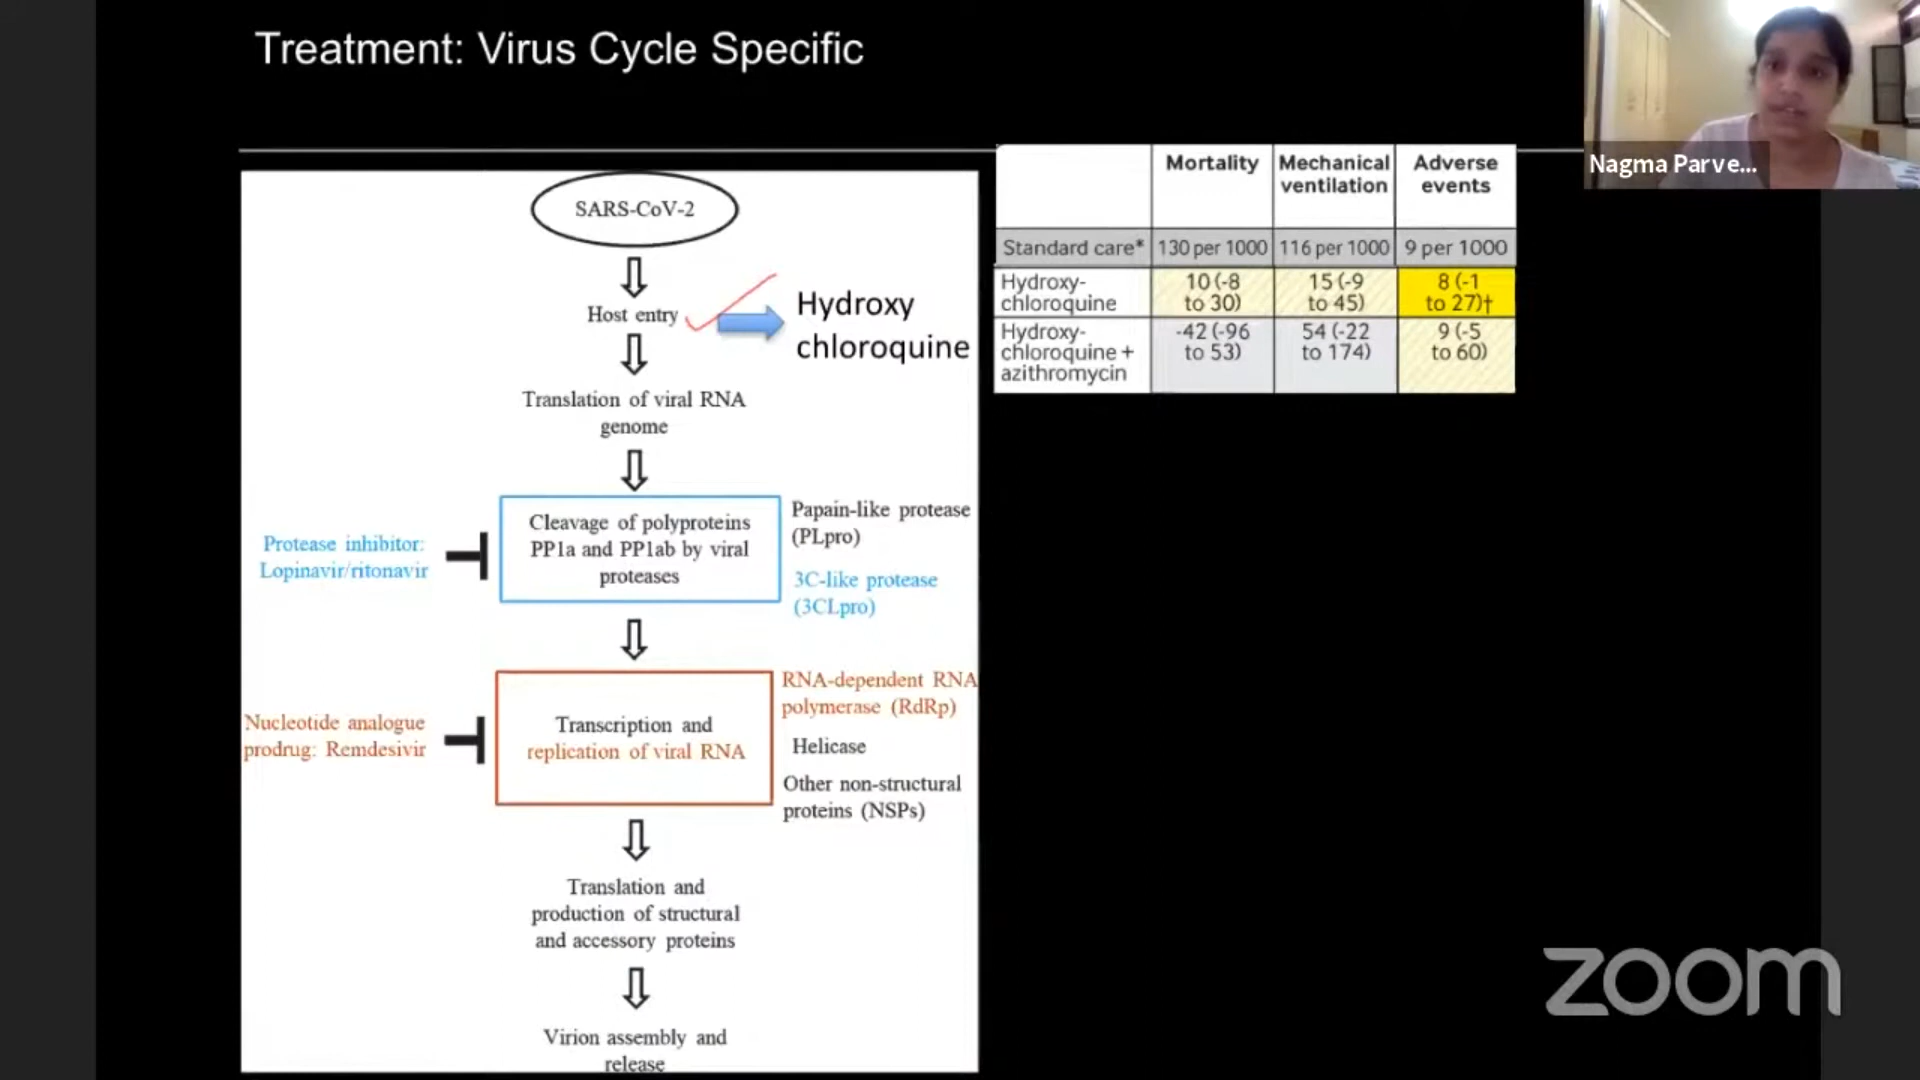 Treatment: Virus Cycle Specific
Nagma Parve...
SARS-CoV-2
Host entry
Hydroxy
chloroquine
Translation of viral RNA
genome
Protease inhibitor:
Lopinavir/ritonavir
Cleavage of polyproteins
PP1a and PP1ab by viral
proteases
Papain-like protease
(PLpro)
3C-like protease
(3CLpro)
Nucleotide analogue
prodrug: Remdesivir
Transcription and
replication of viral RNA
RNA-dependent RNA
polymerase (RdRp)
Helicase
Other non-structural
proteins (NSPs)
Translation and
production of structural
and accessory proteins
Virion assembly and
release
Mortality
Mechanical
ventilation
Adverse
events
Standard care* 130 per 1000 116 per 1000 9 per 1000
Hydroxy-
chloroquine
10 (-8
to 30)
15 (-9
to 45)
8 (-1
to 27)†
Hydroxy-
chloroquine +
azithromycin
-42 (-96
to 53)
54 (-22
to 174)
9 (-5
to 60)
zoom